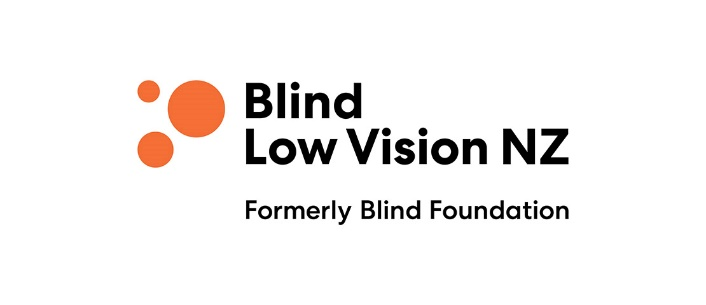 Blind
Low Vision NZ
Formerly Blind Foundation